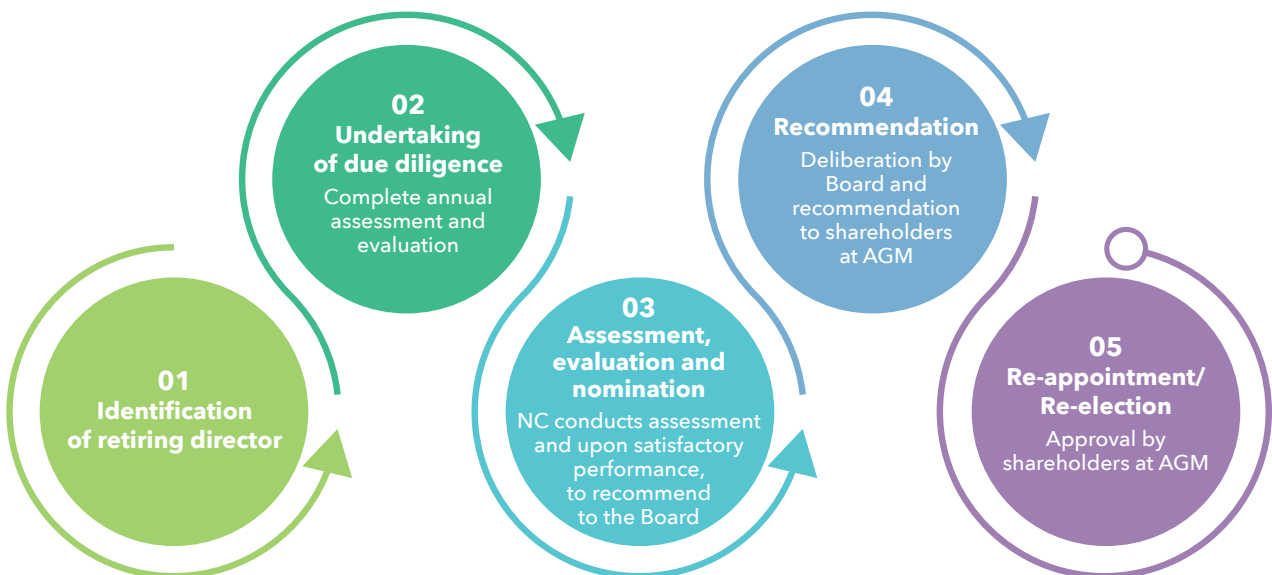 01
Identification
of retiring director
02
Undertaking
of due diligence
Complete annual
assessment and
evaluation
03
Assessment,
evaluation and
nomination
NC conducts assessment
and upon satisfactory
performance,
to recommend
to the Board
04
Recommendation
Deliberation by
Board and
recommendation
to shareholders
at AGM
05
Re-appointment/
Re-election
Approval by
shareholders at AGM